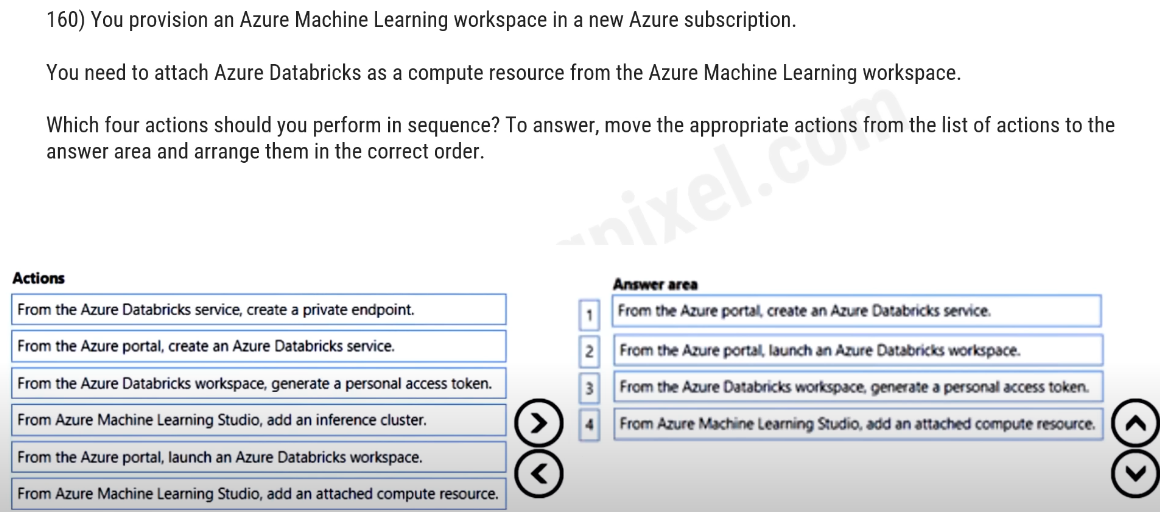 160) You provision an Azure Machine Learning workspace in a new Azure subscription.
You need to attach Azure Databricks as a compute resource from the Azure Machine Learning workspace.
Which four actions should you perform in sequence? To answer, move the appropriate actions from the list of actions to the
answer area and arrange them in the correct order.
Actions
From the Azure Databricks service, create a private endpoint.
From the Azure portal, create an Azure Databricks service.
From the Azure Databricks workspace, generate a personal access token.
From Azure Machine Learning Studio, add an inference cluster.
From the Azure portal, launch an Azure Databricks workspace.
From Azure Machine Learning Studio, add an attached compute resource.
Answer area
1 From the Azure portal, create an Azure Databricks service.
2 From the Azure portal, launch an Azure Databricks workspace.
3 From the Azure Databricks workspace, generate a personal access token.
4 From Azure Machine Learning Studio, add an attached compute resource.